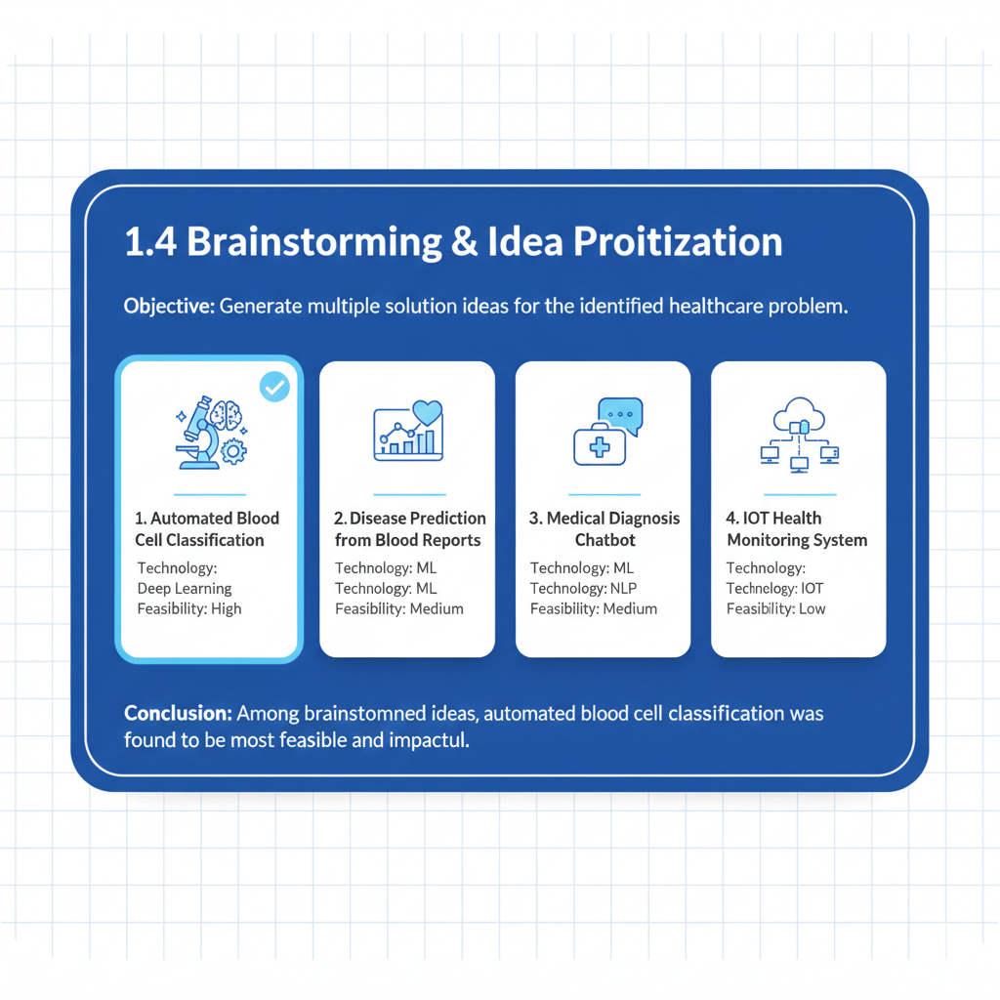 1.4 Brainstorming & Idea Proitization
Objective: Generate multiple solution ideas for the identified healthcare problem.
1. Automated Blood
Cell Classification
Technology:
Deep Learning
Feasibility: High
2. Disease Prediction
from Blood Reports
Technology: ML
Technology: ML
Feasibility: Medium
3. Medical Diagnosis
Chatbot
Technology: ML
Technology: NLP
Feasibility: Medium
4. IOT Health
Monitoring System
Technology:
Technology: IOT
Feasibility: Low
Conclusion: Among brainstomned ideas, automated blood cell classification was
found to be most feasible and impactul.